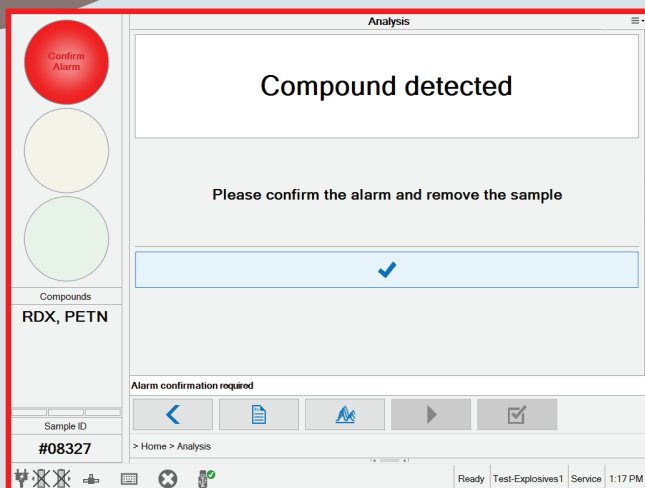 Analysis
Confirm
Alarm
Compound detected
Please confirm the alarm and remove the sample
Compounds
RDX, PETN
Alarm confirmation required
Sample ID
#08327
> Home > Analysis
Ready Test-Explosives1 Service 1:17 PM